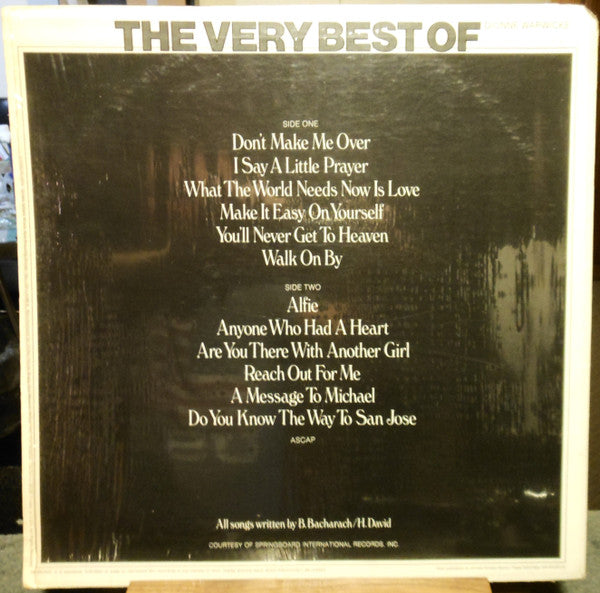 THE VERY BEST OF DIONNE WARWICKE
SIDE ONE
Don't Make Me Over
I Say A Little Prayer
What The World Needs Now Is Love
Make It Easy On Yourself
You'll Never Get To Heaven
Walk On By
SIDE TWO
Alfie
Anyone Who Had A Heart
Are You There With Another Girl
Reach Out For Me
A Message To Michael
Do You Know The Way To San Jose
ASCAP
All songs written by B. Bacharach/H. David
COURTESY OF SPRINGBOARD INTERNATIONAL RECORDS, INC.